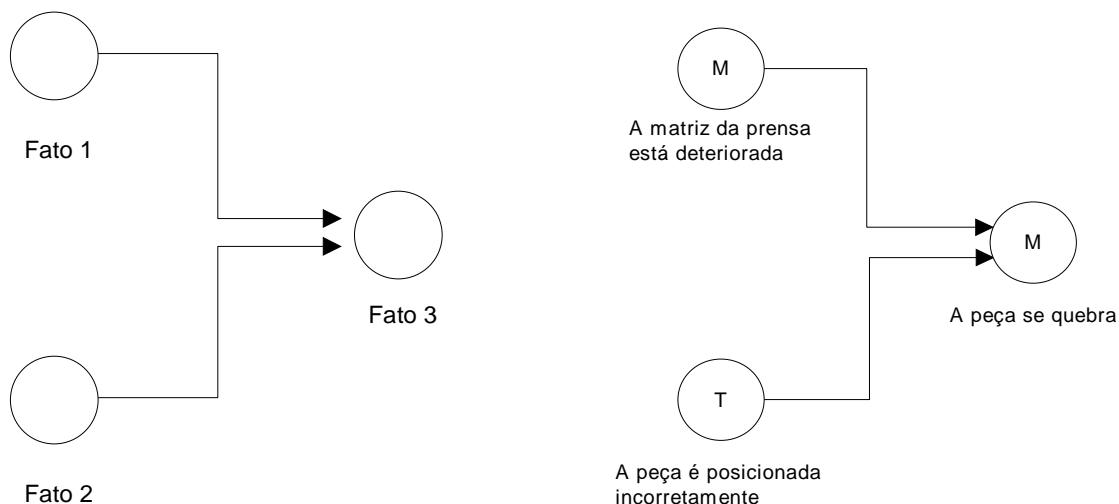 Fato 1
Fato 3
Fato 2
M
A matriz da prensa
está deteriorada
M
A peça se quebra
T
A peça é posicionada
incorretamente